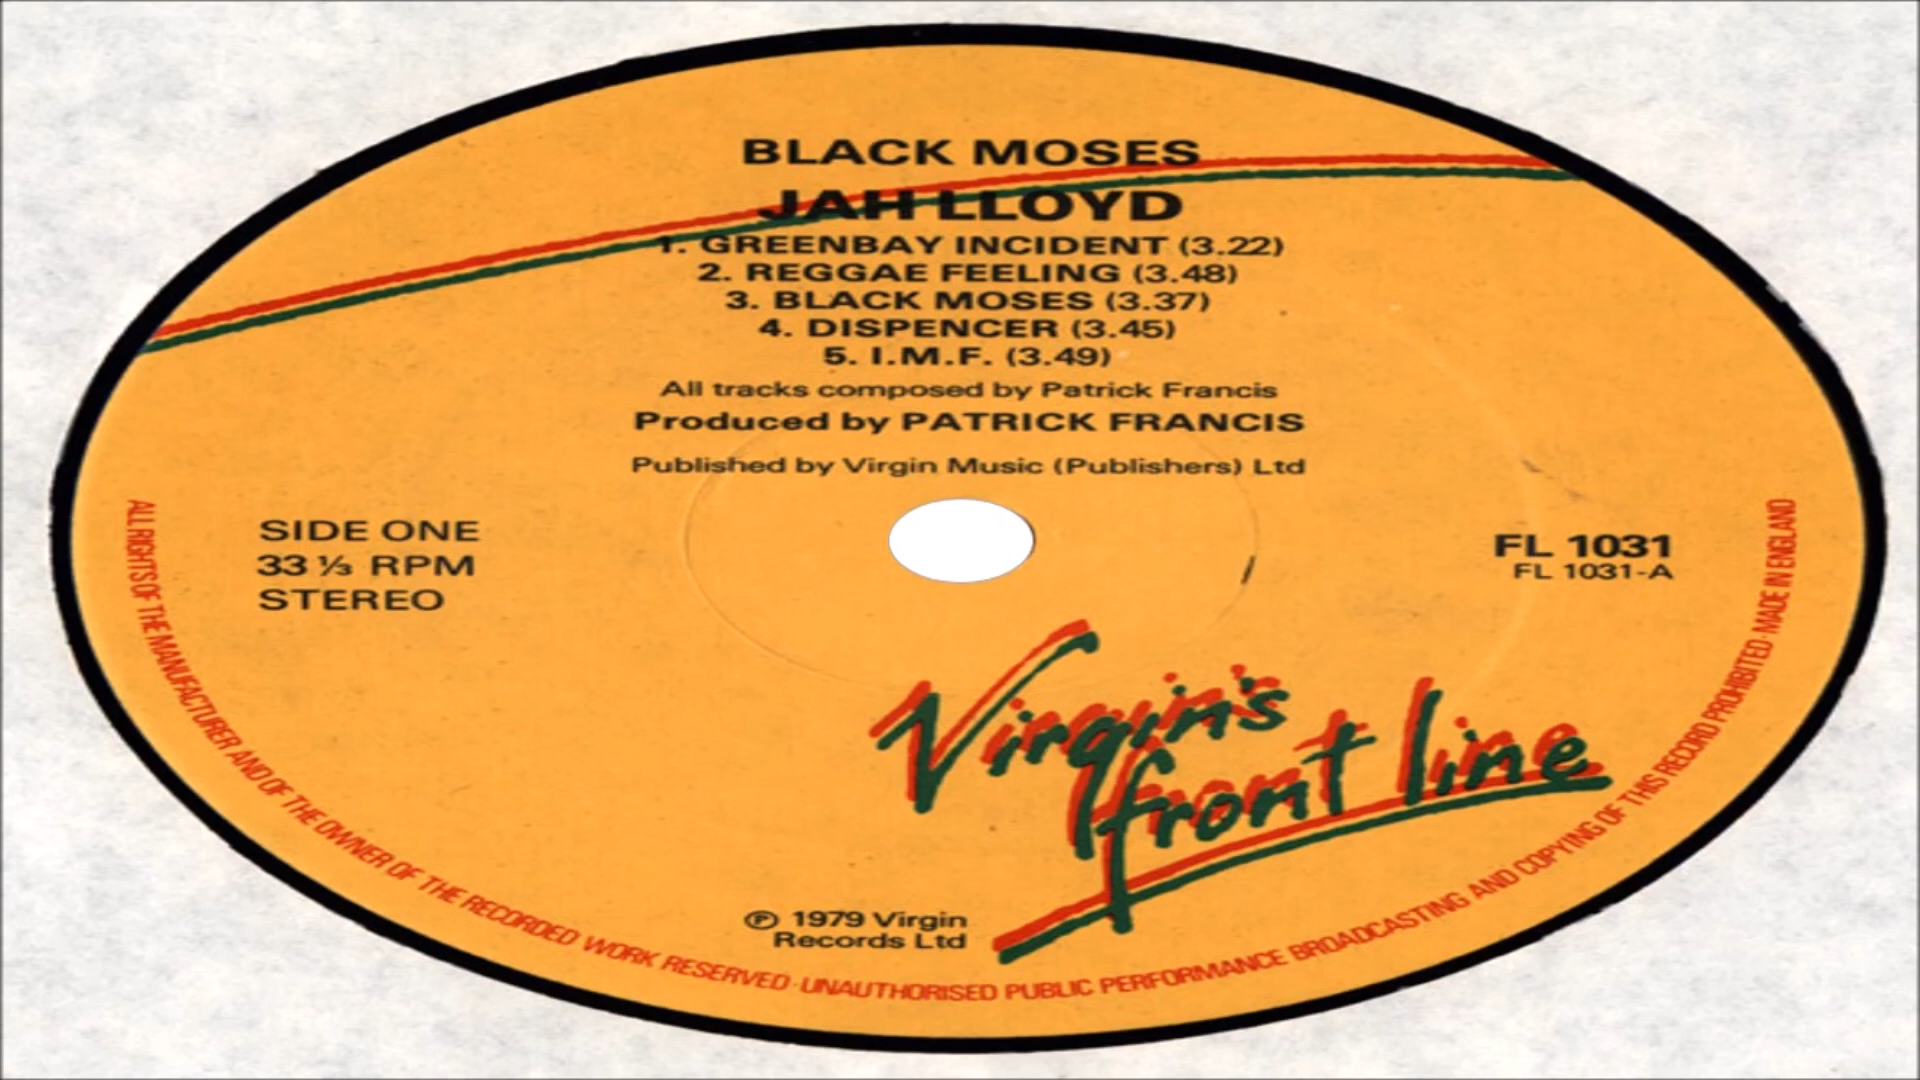 BLACK MOSES
JAH LLOYD
1. GREENBAY INCIDENT (3.22)
2. REGGAE FEELING (3.48)
3. BLACK MOSES (3.37)
4. DISPENCER (3.45)
5. I.M.F. (3.49)
All tracks composed by Patrick Francis
Produced by PATRICK FRANCIS
Published by Virgin Music (Publishers) Ltd
SIDE ONE
33 ⅓ RPM
STEREO
FL 1031
FL 1031-A
Virgin's
front line
℗ 1979 Virgin
Records Ltd
ALL RIGHTS OF THE MANUFACTURER AND OF THE OWNER OF THE RECORDED WORK RESERVED · UNAUTHORISED PUBLIC PERFORMANCE BROADCASTING AND COPYING OF THIS RECORD PROHIBITED · MADE IN ENGLAND